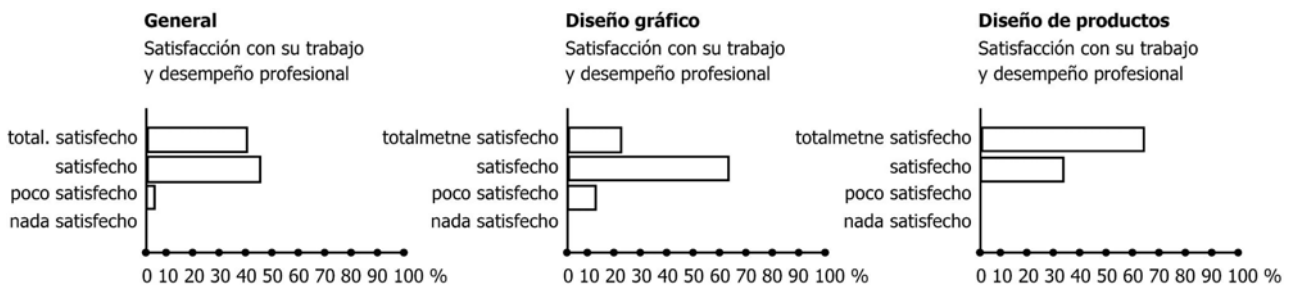 General
Satisfacción con su trabajo
y desempeño profesional
total. satisfecho
satisfecho
poco satisfecho
nada satisfecho
0 10 20 30 40 50 60 70 80 90 100 %
Diseño gráfico
Satisfacción con su trabajo
y desempeño profesional
totalmetne satisfecho
satisfecho
poco satisfecho
nada satisfecho
0 10 20 30 40 50 60 70 80 90 100 %
Diseño de productos
Satisfacción con su trabajo
y desempeño profesional
totalmetne satisfecho
satisfecho
poco satisfecho
nada satisfecho
0 10 20 30 40 50 60 70 80 90 100 %